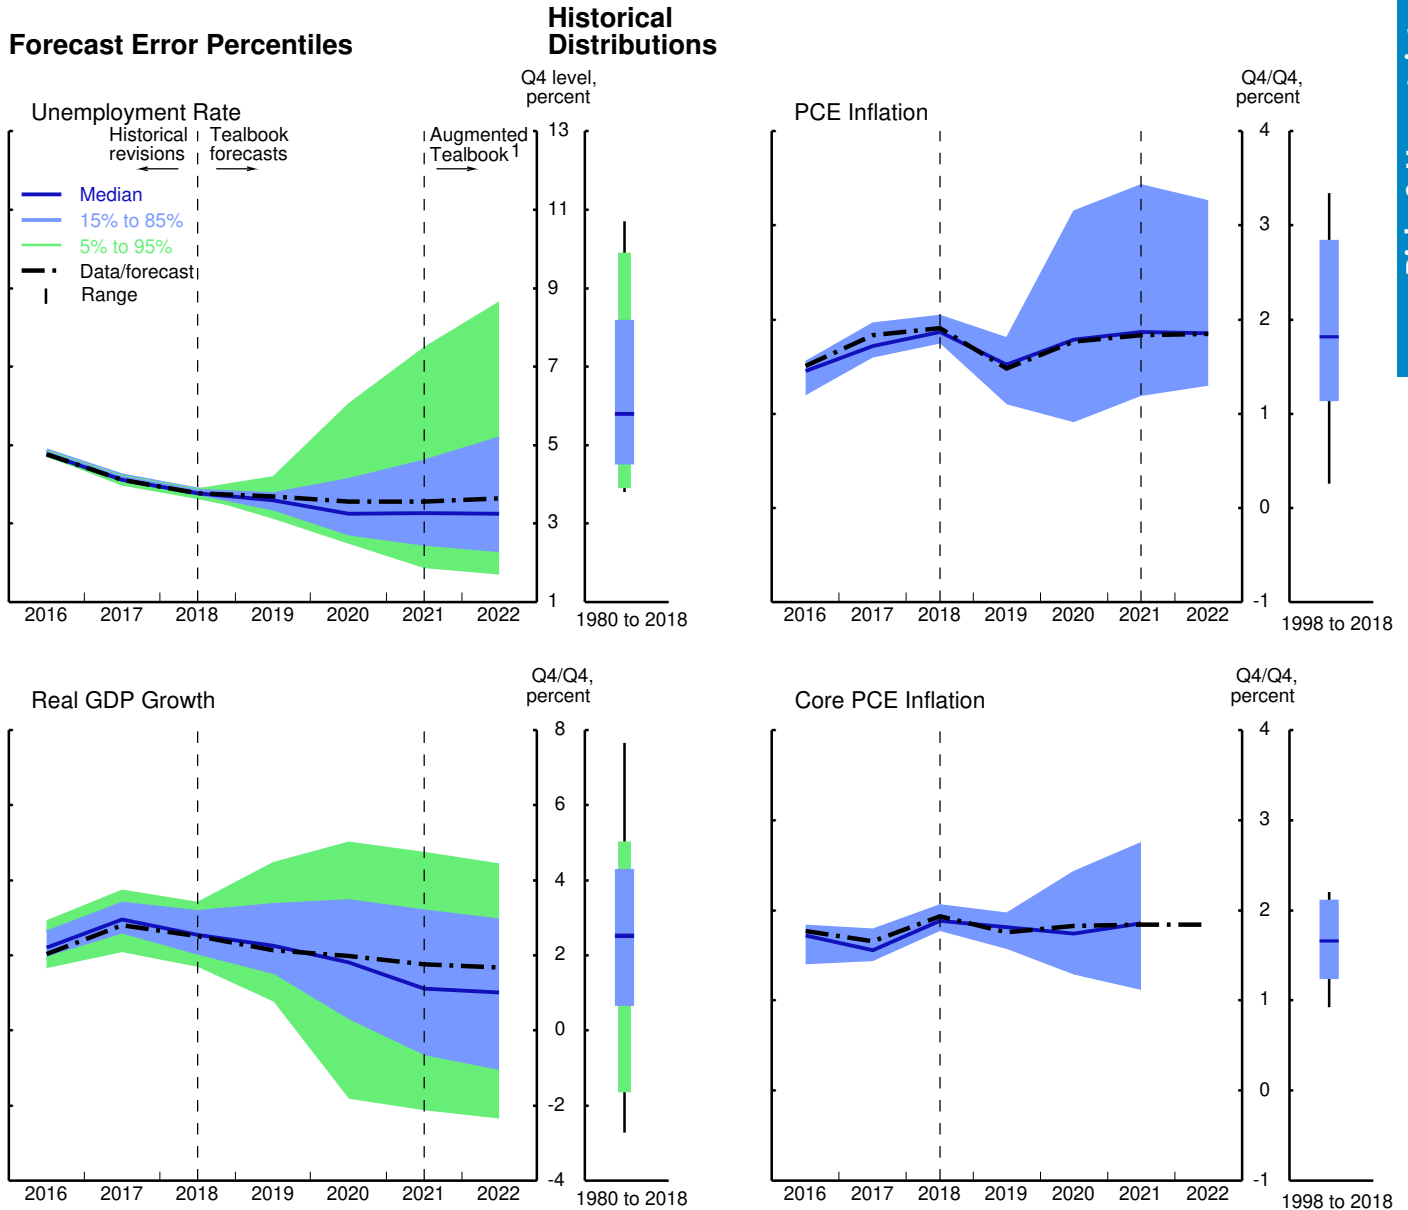 Forecast Error Percentiles
Historical
Distributions
Unemployment Rate
Q4 level,
percent
Historical
revisions
Tealbook
forecasts
Augmented
Tealbook1
Median
15% to 85%
5% to 95%
Data/forecast
Range
13
11
9
7
5
3
1
2016 2017 2018 2019 2020 2021 2022
1980 to 2018
PCE Inflation
Q4/Q4,
percent
4
3
2
1
0
-1
2016 2017 2018 2019 2020 2021 2022
1998 to 2018
Real GDP Growth
Q4/Q4,
percent
8
6
4
2
0
-2
-4
2016 2017 2018 2019 2020 2021 2022
1980 to 2018
Core PCE Inflation
Q4/Q4,
percent
4
3
2
1
0
-1
2016 2017 2018 2019 2020 2021 2022
1998 to 2018